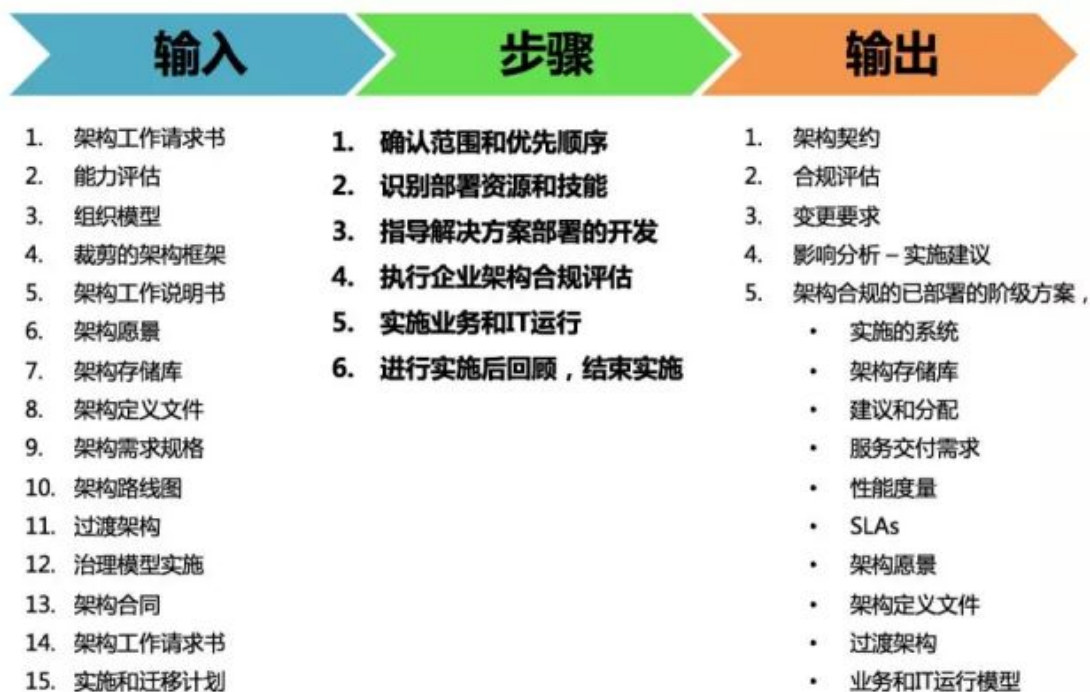 输入
步骤
输出
1. 架构工作请求书
2. 能力评估
3. 组织模型
4. 裁剪的架构框架
5. 架构工作说明书
6. 架构愿景
7. 架构存储库
8. 架构定义文件
9. 架构需求规格
10. 架构路线图
11. 过渡架构
12. 治理模型实施
13. 架构合同
14. 架构工作请求书
15. 实施和迁移计划
1. 确认范围和优先顺序
2. 识别部署资源和技能
3. 指导解决方案部署的开发
4. 执行企业架构合规评估
5. 实施业务和IT运行
6. 进行实施后回顾，结束实施
1. 架构契约
2. 合规评估
3. 变更要求
4. 影响分析 – 实施建议
5. 架构合规的已部署的阶级方案，
• 实施的系统
• 架构存储库
• 建议和分配
• 服务交付需求
• 性能度量
• SLAs
• 架构愿景
• 架构定义文件
• 过渡架构
• 业务和IT运行模型